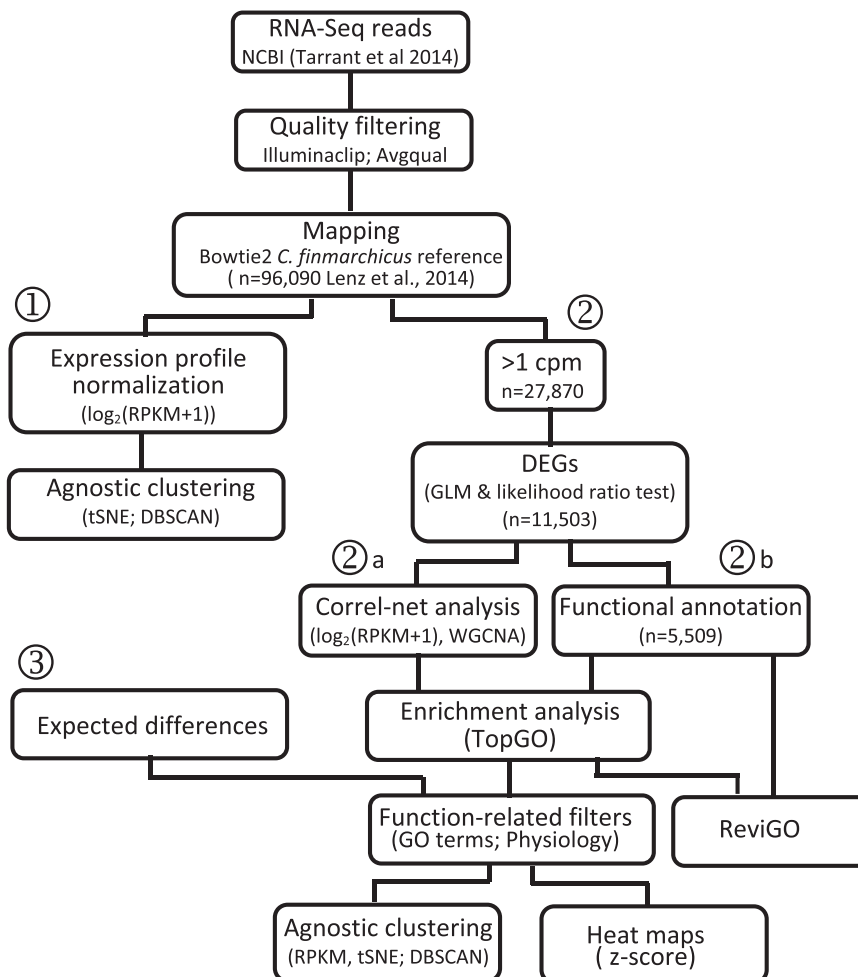 RNA-Seq reads
NCBI (Tarrant et al 2014)
Quality filtering
Illuminaclip; Avgqual
Mapping
Bowtie2 C. finmarchicus reference
( n=96,090 Lenz et al., 2014)
①
②
Expression profile
normalization
(log₂(RPKM+1))
>1 cpm
n=27,870
Agnostic clustering
(tSNE; DBSCAN)
DEGs
(GLM & likelihood ratio test)
(n=11,503)
② a
② b
Correl-net analysis
(log₂(RPKM+1), WGCNA)
Functional annotation
(n=5,509)
③
Expected differences
Enrichment analysis
(TopGO)
Function-related filters
(GO terms; Physiology)
ReviGO
Agnostic clustering
(RPKM, tSNE; DBSCAN)
Heat maps
( z-score)